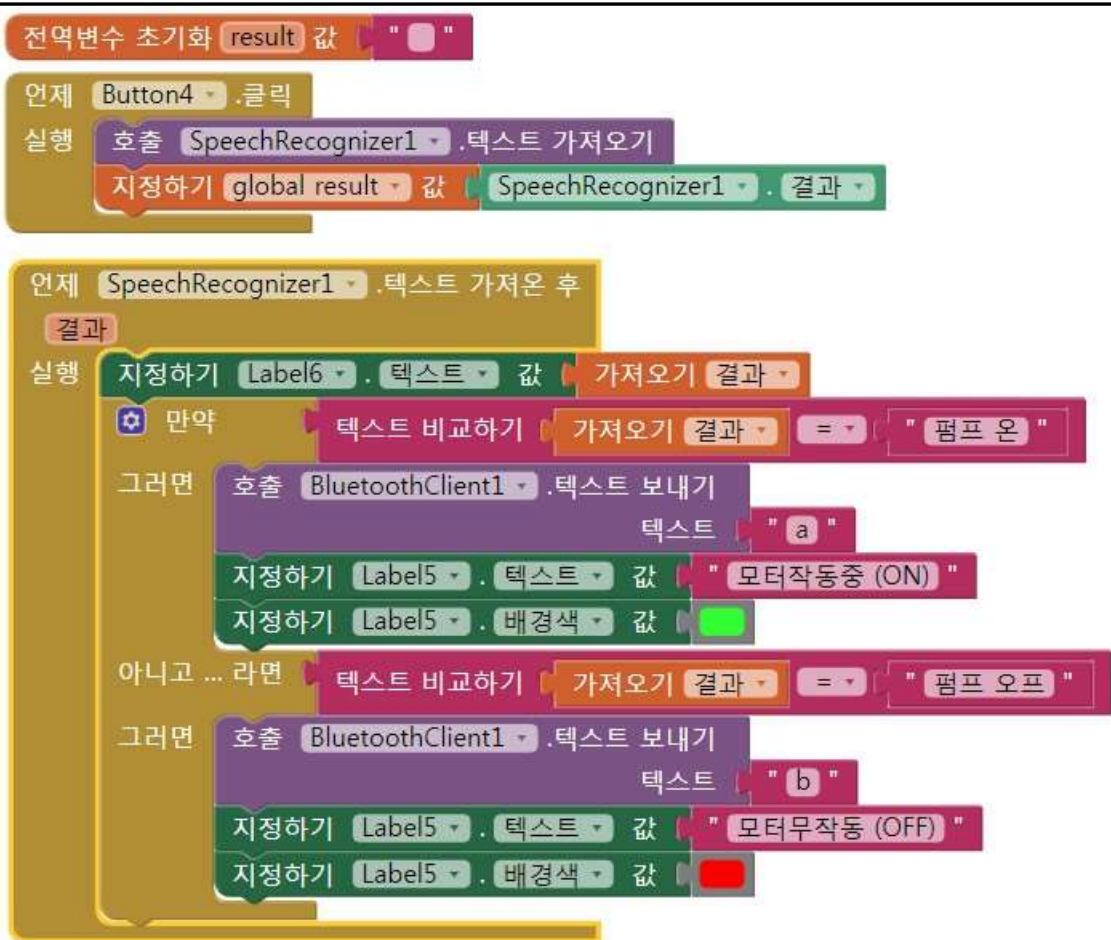 전역변수 초기화 result 값 " "
언제 Button4 .클릭
실행 호출 SpeechRecognizer1 .텍스트 가져오기
지정하기 global result 값 SpeechRecognizer1 . 결과
언제 SpeechRecognizer1 .텍스트 가져온 후
결과
실행 지정하기 Label6 . 텍스트 값 가져오기 결과
만약 텍스트 비교하기 가져오기 결과 = " 펌프 온 "
그러면 호출 BluetoothClient1 .텍스트 보내기
텍스트 " a "
지정하기 Label5 . 텍스트 값 " 모터작동중 (ON) "
지정하기 Label5 . 배경색 값
아니고 ... 라면 텍스트 비교하기 가져오기 결과 = " 펌프 오프 "
그러면 호출 BluetoothClient1 .텍스트 보내기
텍스트 " b "
지정하기 Label5 . 텍스트 값 " 모터무작동 (OFF) "
지정하기 Label5 . 배경색 값